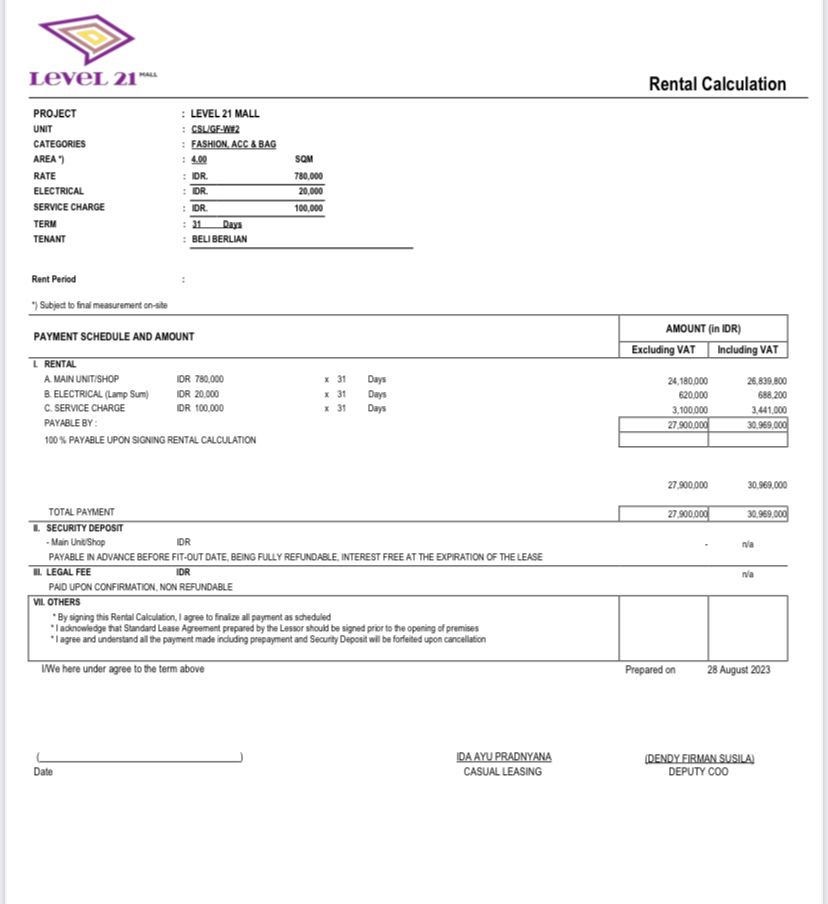 LEVEL 21 MALL
Rental Calculation
PROJECT : LEVEL 21 MALL
UNIT : CSL/GF-W#2
CATEGORIES : FASHION, ACC & BAG
AREA *) : 4.00 SQM
RATE : IDR. 780,000
ELECTRICAL : IDR. 20,000
SERVICE CHARGE : IDR. 100,000
TERM : 31 Days
TENANT : BELI BERLIAN
Rent Period :
*) Subject to final measurement on-site
PAYMENT SCHEDULE AND AMOUNT AMOUNT (in IDR)
Excluding VAT Including VAT
I. RENTAL
A. MAIN UNIT/SHOP IDR 780,000 x 31 Days 24,180,000 26,839,800
B. ELECTRICAL (Lamp Sum) IDR 20,000 x 31 Days 620,000 688,200
C. SERVICE CHARGE IDR 100,000 x 31 Days 3,100,000 3,441,000
PAYABLE BY : 27,900,000 30,969,000
100 % PAYABLE UPON SIGNING RENTAL CALCULATION
27,900,000 30,969,000
TOTAL PAYMENT 27,900,000 30,969,000
II. SECURITY DEPOSIT
- Main Unit/Shop IDR - n/a
PAYABLE IN ADVANCE BEFORE FIT-OUT DATE, BEING FULLY REFUNDABLE, INTEREST FREE AT THE EXPIRATION OF THE LEASE
III. LEGAL FEE IDR n/a
PAID UPON CONFIRMATION, NON REFUNDABLE
VII. OTHERS
* By signing this Rental Calculation, I agree to finalize all payment as scheduled
* I acknowledge that Standard Lease Agreement prepared by the Lessor should be signed prior to the opening of premises
* I agree and understand all the payment made including prepayment and Security Deposit will be forfeited upon cancellation
I/We here under agree to the term above Prepared on 28 August 2023
(                    ) IDA AYU PRADNYANA (DENDY FIRMAN SUSILA)
Date CASUAL LEASING DEPUTY COO